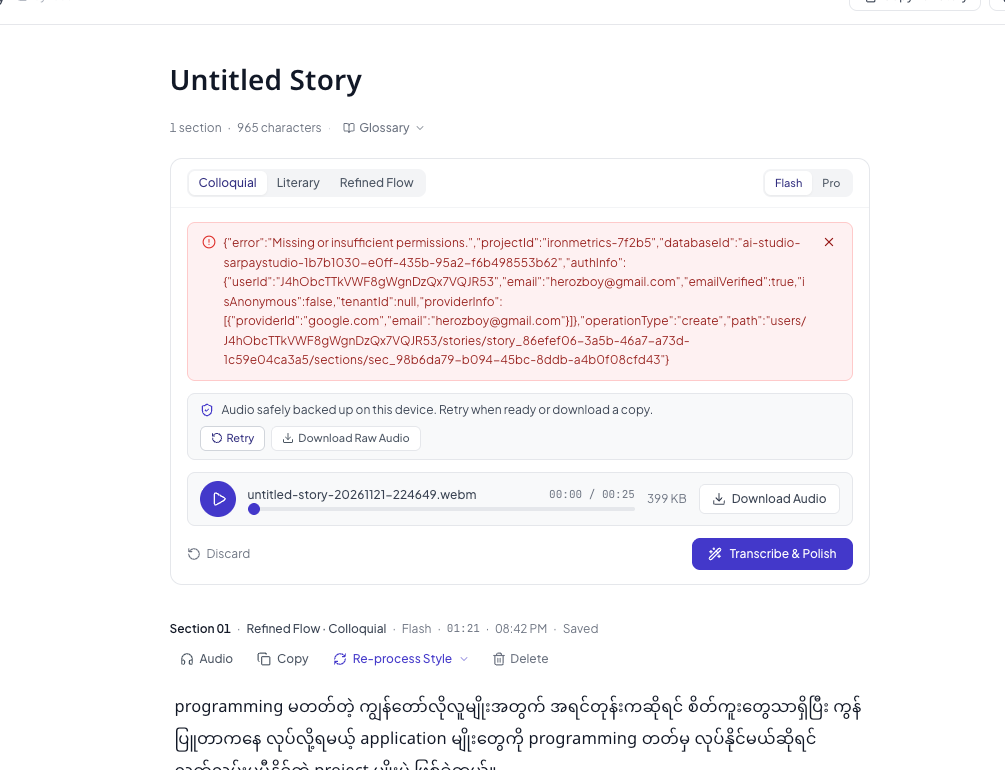 Untitled Story
1 section · 965 characters · Glossary
Colloquial Literary Refined Flow Flash Pro
{"error":"Missing or insufficient permissions.","projectId":"ironmetrics-7f2b5","databaseId":"ai-studio-
sarpaystudio-1b7b1030-e0ff-435b-95a2-f6b498553b62","authInfo":
{"userId":"J4hObcTTkVWF8gWgnDzQx7VQJR53","email":"herozboy@gmail.com","emailVerified":true,"i
sAnonymous":false,"tenantId":null,"providerInfo":
[{"providerId":"google.com","email":"herozboy@gmail.com"}]},"operationType":"create","path":"users/
J4hObcTTkVWF8gWgnDzQx7VQJR53/stories/story_86efef06-3a5b-46a7-a73d-
1c59e04ca3a5/sections/sec_98b6da79-b094-45bc-8ddb-a4b0f08cfd43"}
Audio safely backed up on this device. Retry when ready or download a copy.
Retry Download Raw Audio
untitled-story-20261121-224649.webm 00:00 / 00:25 399 KB Download Audio
Discard Transcribe & Polish
Section 01 · Refined Flow · Colloquial · Flash · 01:21 · 08:42 PM · Saved
Audio Copy Re-process Style Delete
programming မတတ်တဲ့ ကျွန်တော်လိုလူမျိုးအတွက် အရင်တုန်းကဆိုရင် စိတ်ကူးတွေသာရှိပြီး ကွန်
ပြူတာကနေ လုပ်လို့ရမယ့် application မျိုးတွေကို programming တတ်မှ လုပ်နိုင်မယ်ဆိုရင်